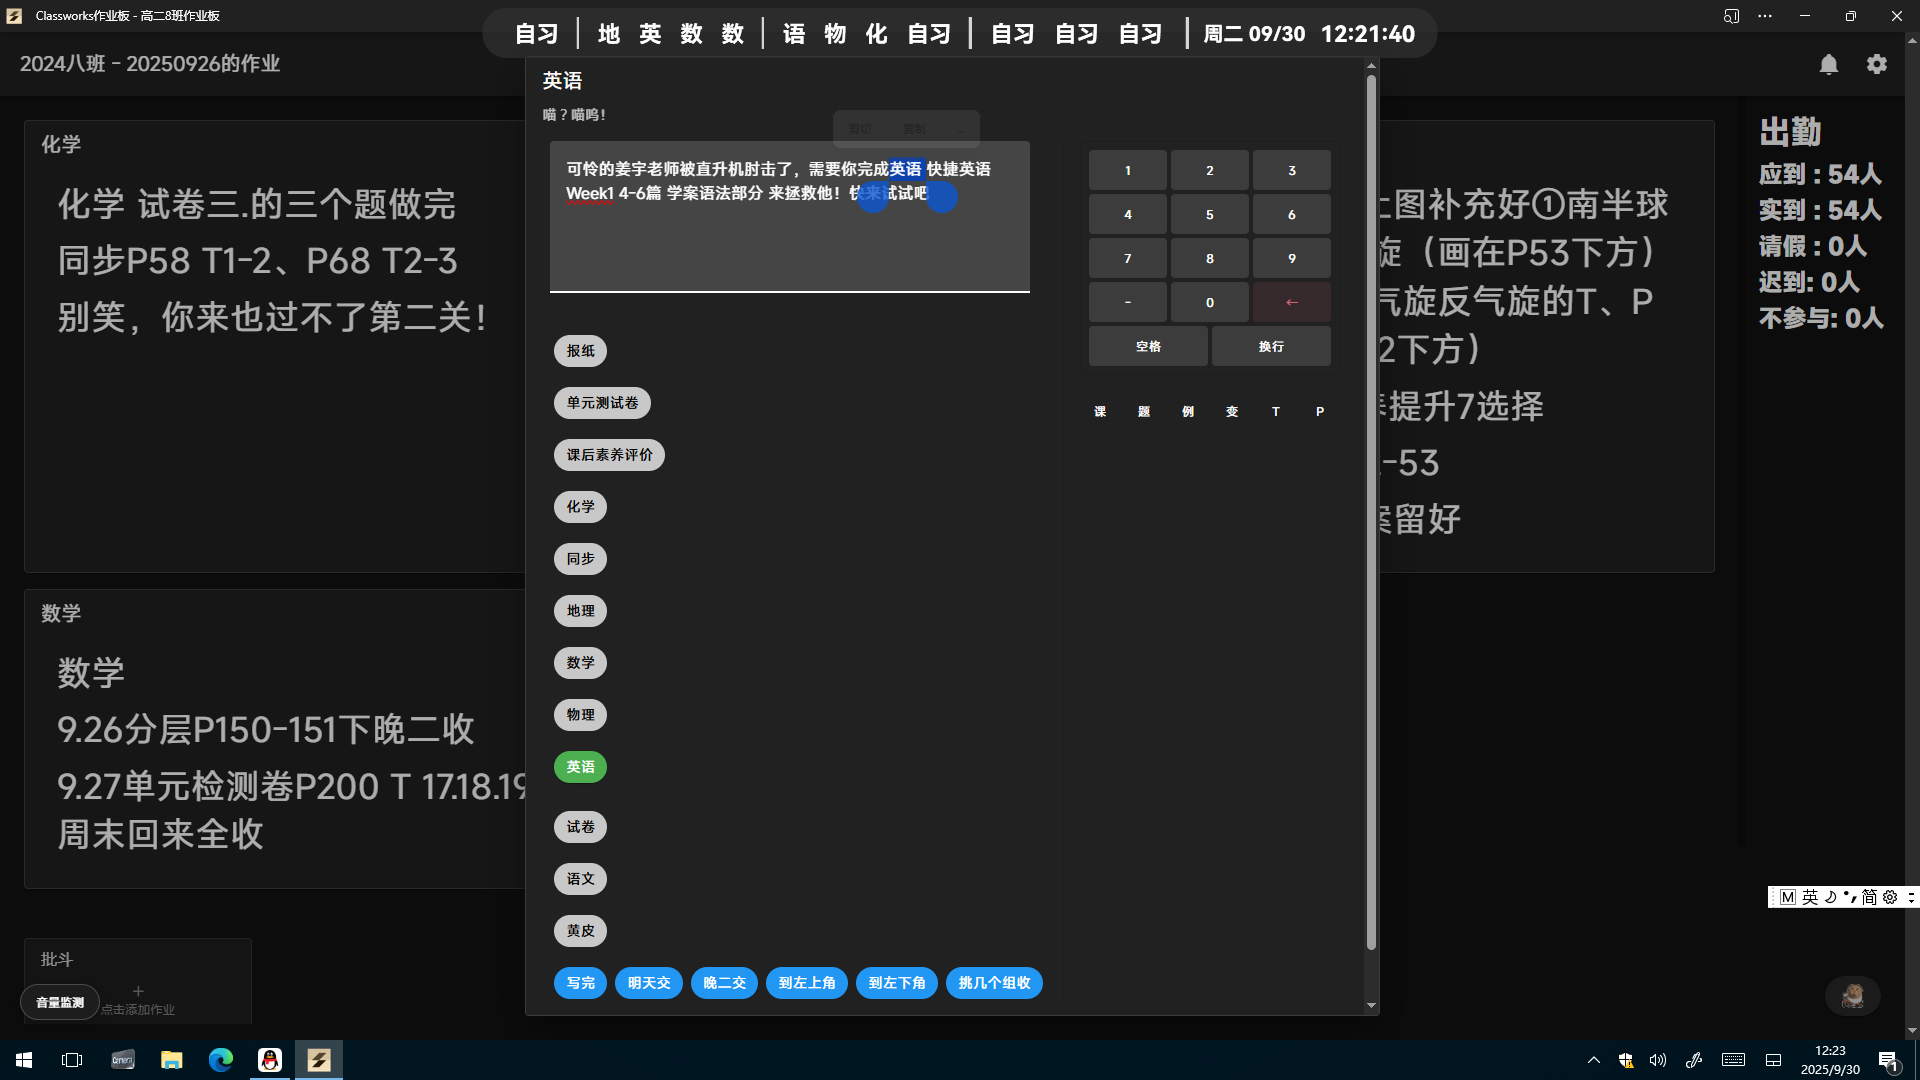 Classworks作业板 - 高二8班作业板
自习 | 地 英 数 数 | 语 物 化 自习 | 自习 自习 自习 | 周二 09/30 12:21:40
2024八班 - 20250926的作业
化学
化学 试卷三.的三个题做完
同步P58 T1-2、P68 T2-3
别笑，你来也过不了第二关！
数学
数学
9.26分层P150-151下晚二收
9.27单元检测卷P200 T 17.18.19
周末回来全收
批斗
点击添加作业
音量监测
英语
喵？喵呜！
剪切 复制 ...
可怜的姜宇老师被直升机肘击了，需要你完成英语 快捷英语
Week1 4-6篇 学案语法部分 来拯救他！快来试试吧
报纸
单元测试卷
课后素养评价
化学
同步
地理
数学
物理
英语
试卷
语文
黄皮
写完 明天交 晚二交 到左上角 到左下角 挑几个组收
1 2 3
4 5 6
7 8 9
- 0 ←
空格 换行
课 题 例 变 T P
图补充好①南半球
旋（画在P53下方）
气旋反气旋的T、P
2下方）
提升7选择
-53
案留好
出勤
应到：54人
实到：54人
请假：0人
迟到: 0人
不参与: 0人
M 英 简
Camera
12:23
2025/9/30
1